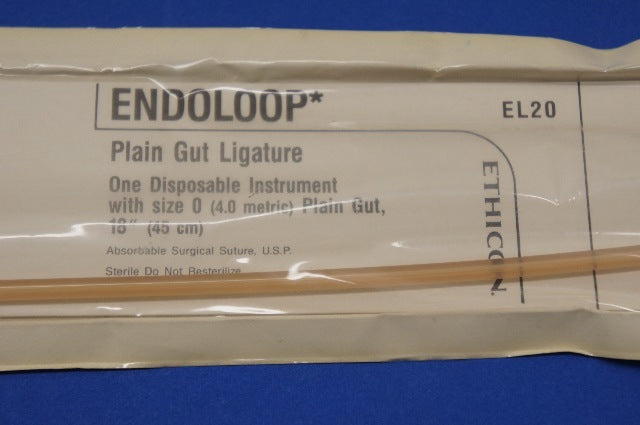 ENDOLOOP*
EL20
Plain Gut Ligature
One Disposable Instrument
with size 0 (4.0 metric) Plain Gut,
18" (45 cm)
Absorbable Surgical Suture, U.S.P.
Sterile Do Not Resterilize
ETHICON